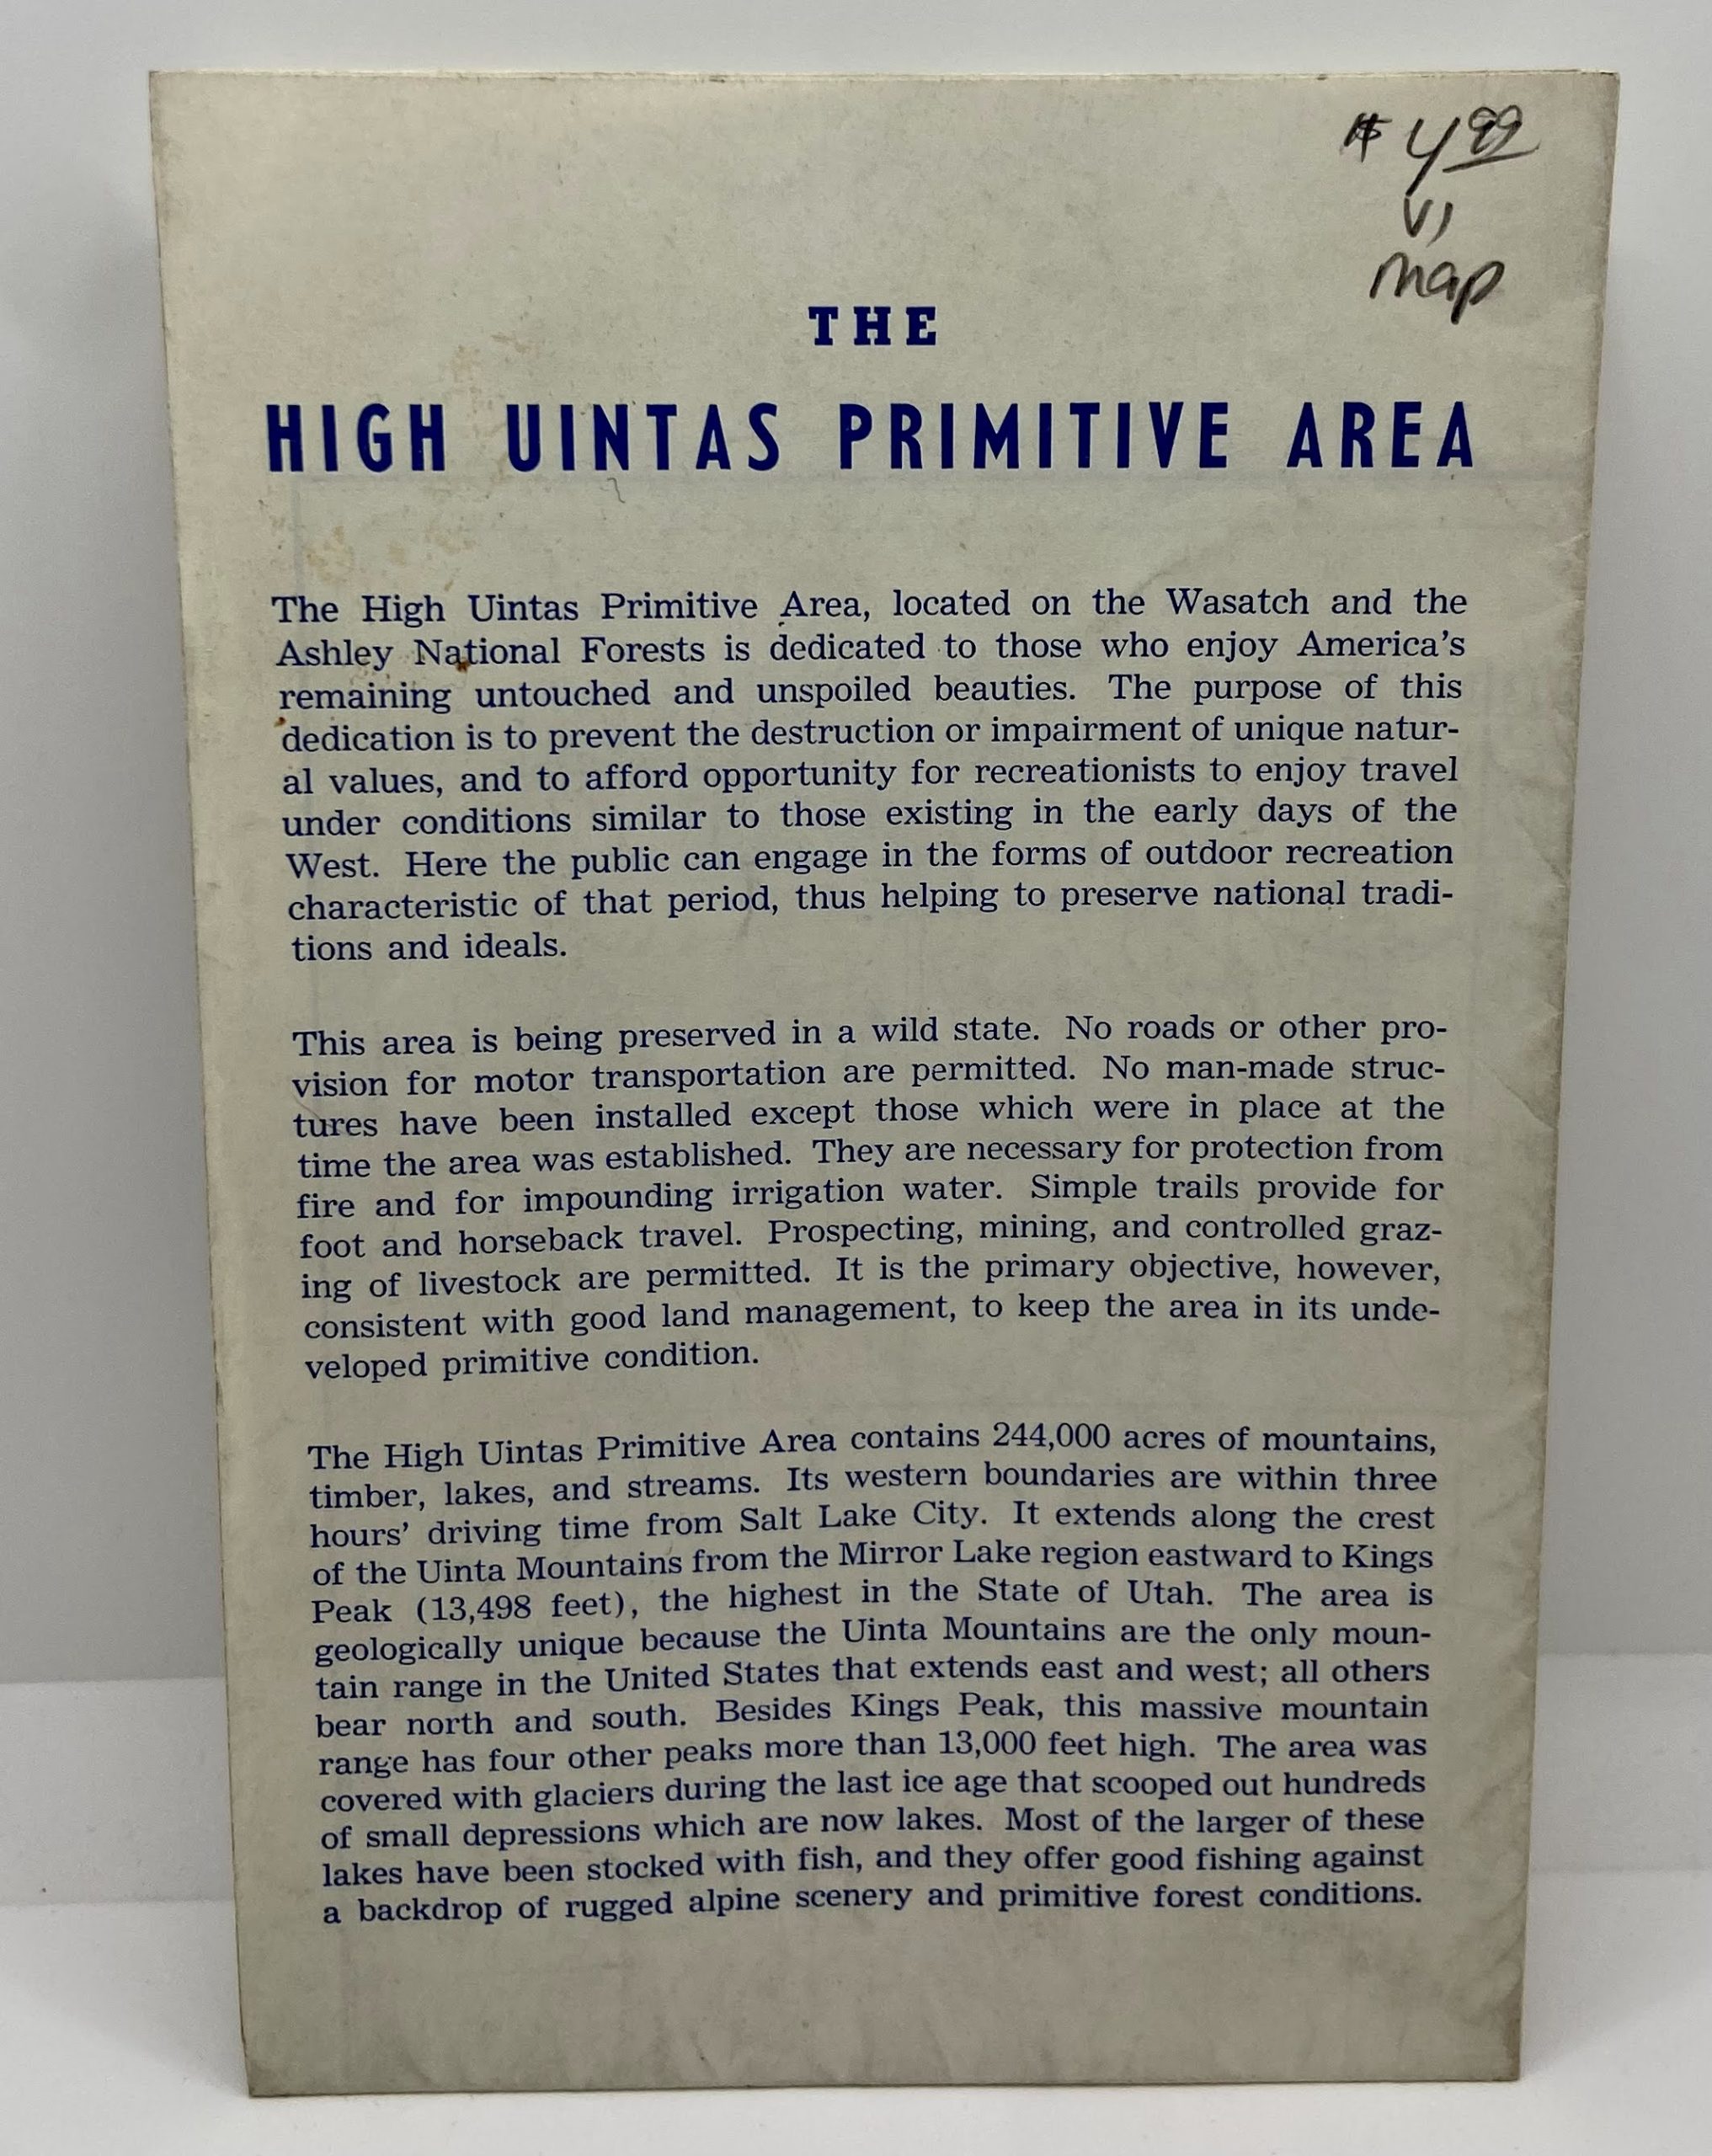 $ 4 99
V,
map
THE
HIGH UINTAS PRIMITIVE AREA
The High Uintas Primitive Area, located on the Wasatch and the
Ashley National Forests is dedicated to those who enjoy America's
remaining untouched and unspoiled beauties. The purpose of this
dedication is to prevent the destruction or impairment of unique natur-
al values, and to afford opportunity for recreationists to enjoy travel
under conditions similar to those existing in the early days of the
West. Here the public can engage in the forms of outdoor recreation
characteristic of that period, thus helping to preserve national tradi-
tions and ideals.
This area is being preserved in a wild state. No roads or other pro-
vision for motor transportation are permitted. No man-made struc-
tures have been installed except those which were in place at the
time the area was established. They are necessary for protection from
fire and for impounding irrigation water. Simple trails provide for
foot and horseback travel. Prospecting, mining, and controlled graz-
ing of livestock are permitted. It is the primary objective, however,
consistent with good land management, to keep the area in its unde-
veloped primitive condition.
The High Uintas Primitive Area contains 244,000 acres of mountains,
timber, lakes, and streams. Its western boundaries are within three
hours' driving time from Salt Lake City. It extends along the crest
of the Uinta Mountains from the Mirror Lake region eastward to Kings
Peak (13,498 feet), the highest in the State of Utah. The area is
geologically unique because the Uinta Mountains are the only moun-
tain range in the United States that extends east and west; all others
bear north and south. Besides Kings Peak, this massive mountain
range has four other peaks more than 13,000 feet high. The area was
covered with glaciers during the last ice age that scooped out hundreds
of small depressions which are now lakes. Most of the larger of these
lakes have been stocked with fish, and they offer good fishing against
a backdrop of rugged alpine scenery and primitive forest conditions.